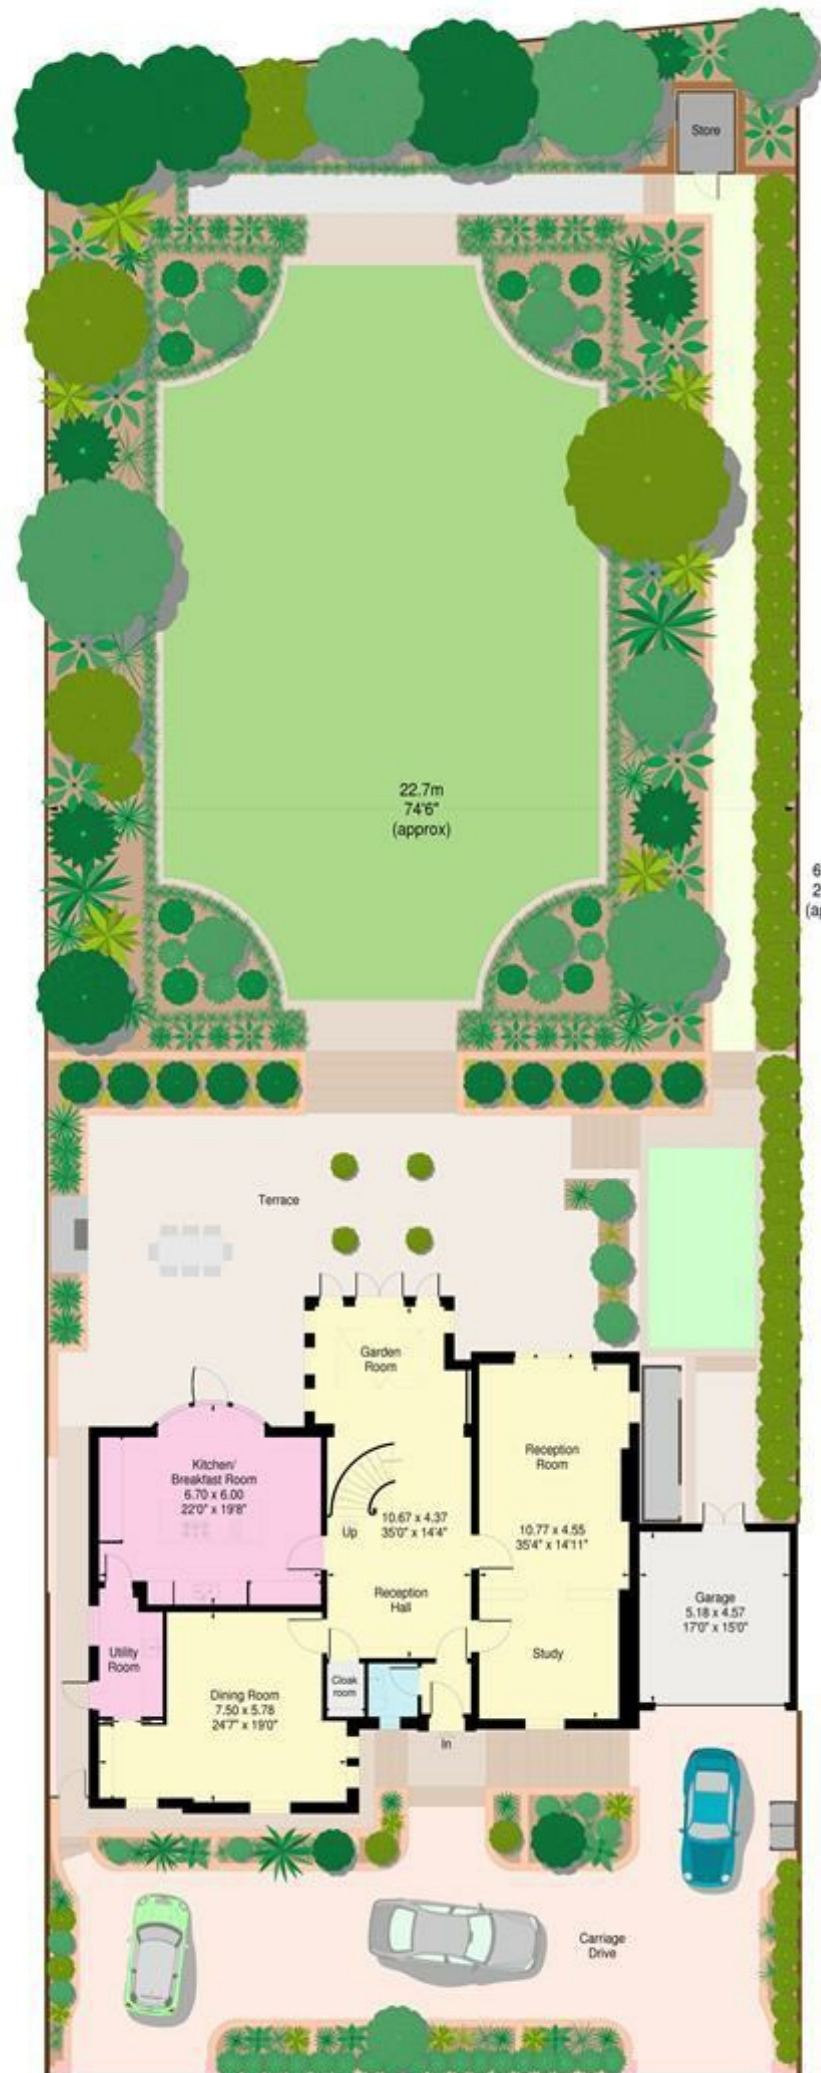 Store
22.7m
74'6"
(approx)
Terrace
Garden
Room
Kitchen/
Breakfast Room
6.70 x 6.00
22'0" x 19'8"
Reception
Room
Up
10.67 x 4.37
35'0" x 14'4"
10.77 x 4.55
35'4" x 14'11"
Reception
Hall
Garage
5.18 x 4.57
17'0" x 15'0"
Utility
Room
Study
Cloak
room
Dining Room
7.50 x 5.78
24'7" x 19'0"
In
Carriage
Drive